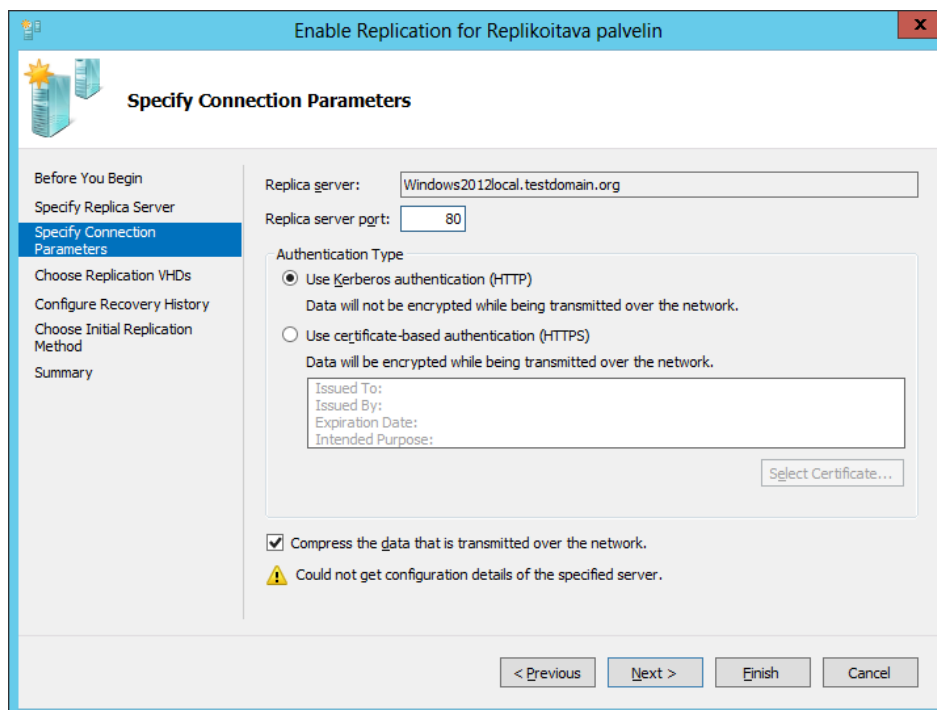 Enable Replication for Replikoitava palvelin
x
Specify Connection Parameters
Before You Begin
Specify Replica Server
Specify Connection
Parameters
Choose Replication VHDs
Configure Recovery History
Choose Initial Replication
Method
Summary
Replica server: Windows2012local.testdomain.org
Replica server port: 80
Authentication Type
Use Kerberos authentication (HTTP)
Data will not be encrypted while being transmitted over the network.
Use certificate-based authentication (HTTPS)
Data will be encrypted while being transmitted over the network.
Issued To:
Issued By:
Expiration Date:
Intended Purpose:
Select Certificate...
Compress the data that is transmitted over the network.
Could not get configuration details of the specified server.
< Previous Next > Finish Cancel